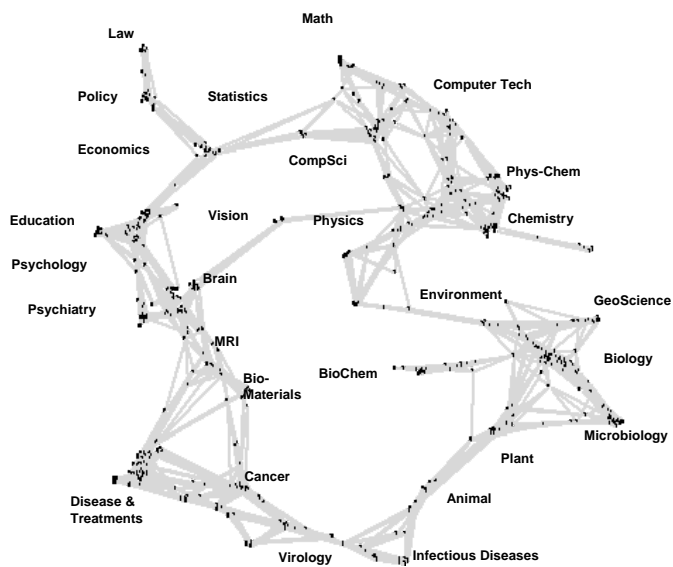 Math
Law
Computer Tech
Policy
Statistics
Economics
CompSci
Phys-Chem
Education
Vision
Physics
Chemistry
Psychology
Brain
Psychiatry
Environment
GeoScience
MRI
Biology
BioChem
Bio-
Materials
Microbiology
Plant
Cancer
Disease &
Treatments
Animal
Virology
Infectious Diseases